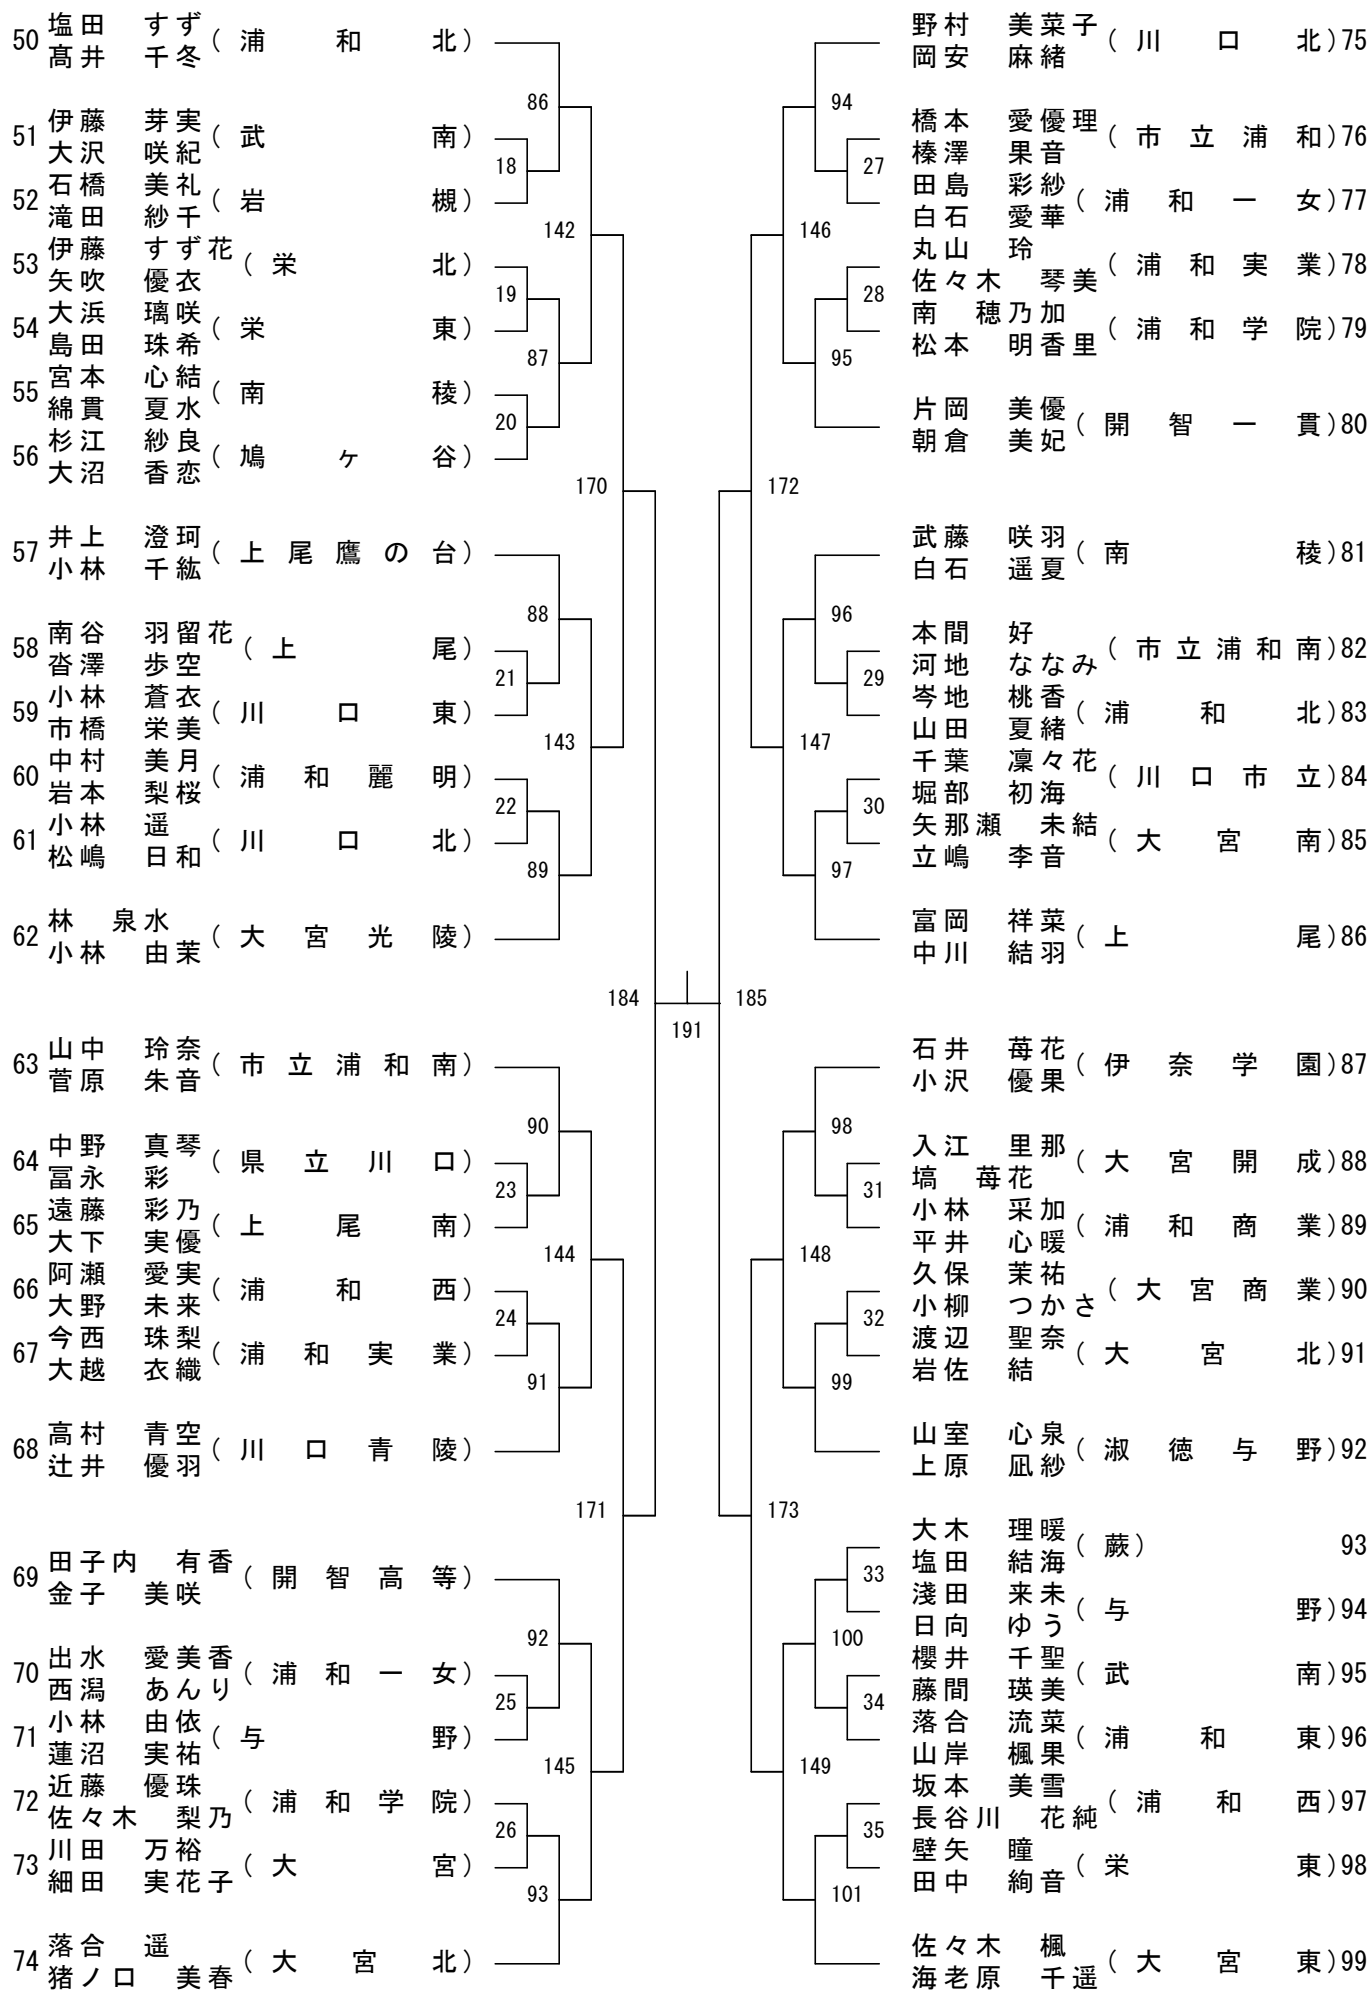 50 塩田 すず (浦和北)
髙井 千冬
86
51 伊藤 芽実 (武南)
大沢 咲紀
18
52 石橋 美礼 (岩槻)
滝田 紗千
142
53 伊藤 すず花 (栄北)
矢吹 優衣
19
54 大浜 璃咲 (栄東)
島田 珠希
87
55 宮本 心結 (南稜)
綿貫 夏水
20
56 杉江 紗良 (鳩ヶ谷)
大沼 香恋
170
57 井上 澄珂 (上尾鷹の台)
小林 千紘
88
58 南谷 羽留花 (上尾)
沓澤 歩空
21
59 小林 蒼衣 (川口東)
市橋 栄美
143
60 中村 美月 (浦和麗明)
岩本 梨桜
22
61 小林 遥 (川口北)
松嶋 日和
89
62 林 泉水 (大宮光陵)
小林 由茉
184
191
63 山中 玲奈 (市立浦和南)
菅原 朱音
90
64 中野 真琴 (県立川口)
冨永 彩
23
65 遠藤 彩乃 (上尾南)
大下 実優
144
66 阿瀬 愛実 (浦和西)
大野 未来
24
67 今西 珠梨 (浦和実業)
大越 衣織
91
68 高村 青空 (川口青陵)
辻井 優羽
171
69 田子内 有香 (開智高等)
金子 美咲
92
70 出水 愛美香 (浦和一女)
西潟 あんり
25
71 小林 由依 (与野)
蓮沼 実祐
145
72 近藤 優珠 (浦和学院)
佐々木 梨乃
26
73 川田 万裕 (大宮)
細田 実花子
93
74 落合 遥 (大宮北)
猪ノ口 美春
野村 美菜子 (川口北) 75
岡安 麻緒
94
橋本 愛優理 (市立浦和) 76
榛澤 果音
27
田島 彩紗 (浦和一女) 77
白石 愛華
146
丸山 玲 (浦和実業) 78
佐々木 琴美
28
南 穂乃加 (浦和学院) 79
松本 明香里
95
片岡 美優 (開智一貫) 80
朝倉 美妃
172
武藤 咲羽 (南稜) 81
白石 遥夏
96
本間 好 (市立浦和南) 82
河地 ななみ
29
岑地 桃香 (浦和北) 83
山田 夏緒
147
千葉 凜々花 (川口市立) 84
堀部 初海
30
矢那瀬 未結 (大宮南) 85
立嶋 李音
97
富岡 祥菜 (上尾) 86
中川 結羽
185
石井 苺花 (伊奈学園) 87
小沢 優果
98
入江 里那 (大宮開成) 88
塙 苺花
31
小林 采加 (浦和商業) 89
平井 心暖
148
久保 茉祐 (大宮商業) 90
小柳 つかさ
32
渡辺 聖奈 (大宮北) 91
岩佐 結
99
山室 心泉 (淑徳与野) 92
上原 凪紗
173
大木 理暖 (蕨) 93
塩田 結海
33
淺田 来未 (与野) 94
日向 ゆう
100
櫻井 千聖 (武南) 95
藤間 瑛美
34
落合 流菜 (浦和東) 96
山岸 楓果
149
坂本 美雪 (浦和西) 97
長谷川 花純
35
壁矢 瞳 (栄東) 98
田中 絢音
101
佐々木 楓 (大宮東) 99
海老原 千遥